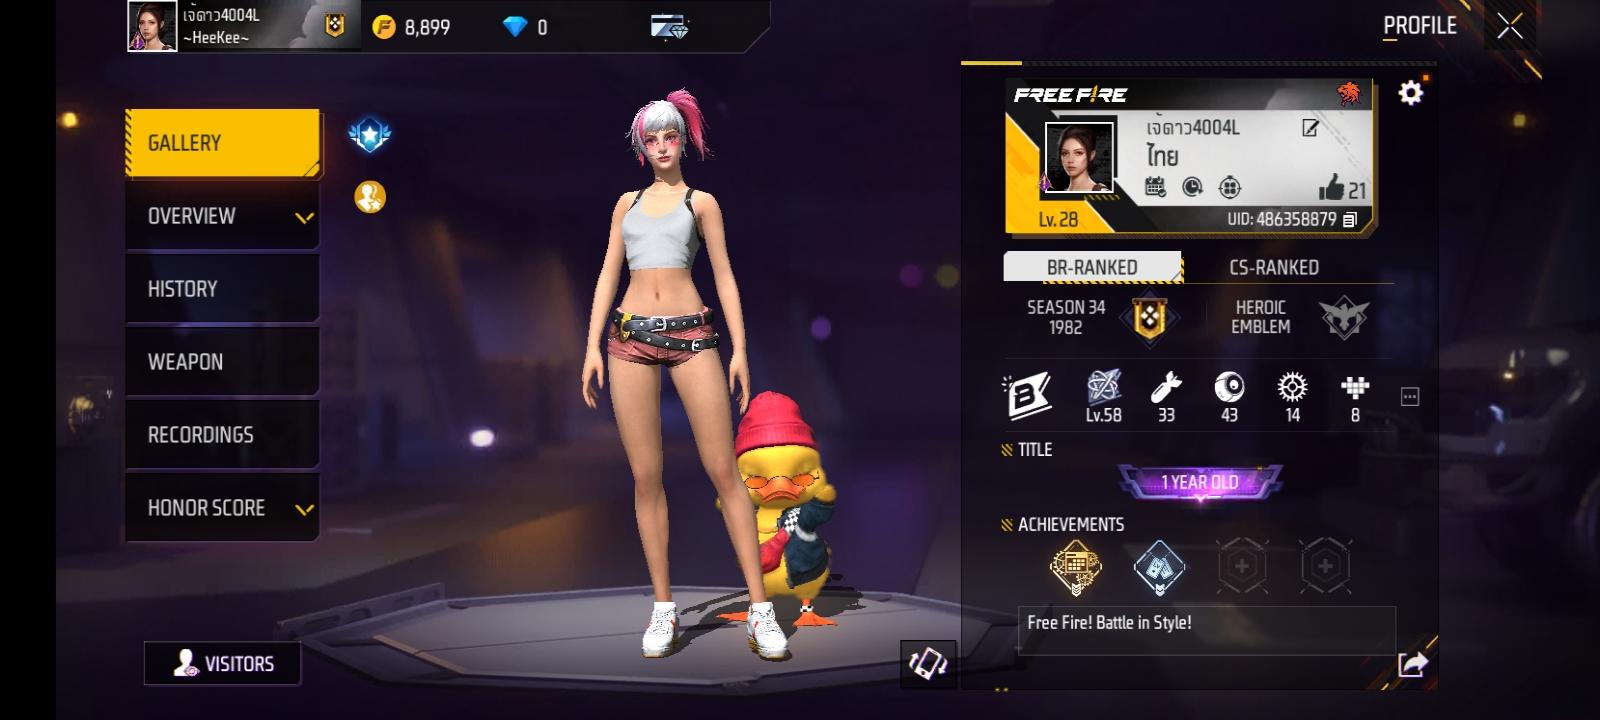 เจ้ดาว4004L
~HeeKee~
8,899
0
PROFILE
GALLERY
OVERVIEW
HISTORY
WEAPON
RECORDINGS
HONOR SCORE
VISITORS
FREE FIRE
เจ้ดาว4004L
ไทย
21
Lv. 28
UID: 486358879
BR-RANKED
CS-RANKED
SEASON 34
1982
HEROIC
EMBLEM
B
Lv.58
33
43
14
8
TITLE
1 YEAR OLD
ACHIEVEMENTS
Free Fire! Battle in Style!